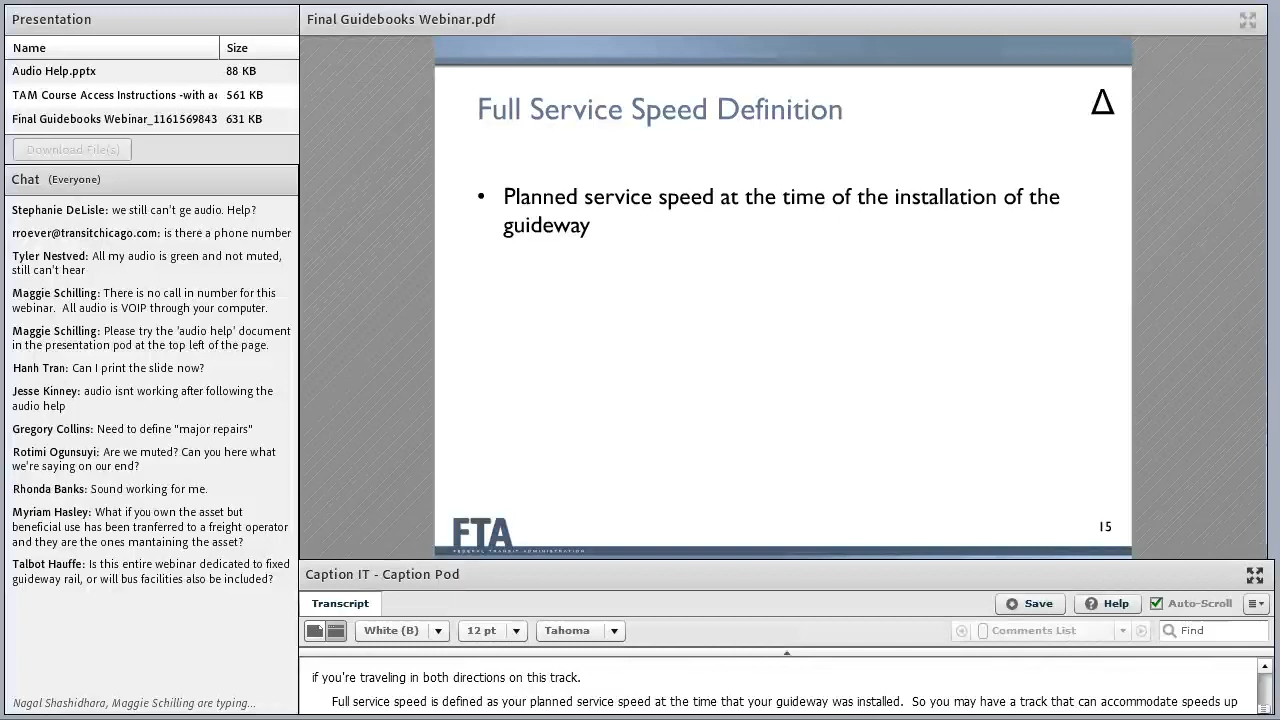 Presentation
Name Size
Audio Help.pptx 88 KB
TAM Course Access Instructions -with ac 561 KB
Final Guidebooks Webinar_1161569843 631 KB
Download File(s)
Chat (Everyone)
Stephanie DeLisle: we still can't ge audio. Help?
rroever@transitchicago.com: is there a phone number
Tyler Nestved: All my audio is green and not muted,
still can't hear
Maggie Schilling: There is no call in number for this
webinar. All audio is VOIP through your computer.
Maggie Schilling: Please try the 'audio help' document
in the presentation pod at the top left of the page.
Hanh Tran: Can I print the slide now?
Jesse Kinney: audio isnt working after following the
audio help
Gregory Collins: Need to define "major repairs"
Rotimi Ogunsuyi: Are we muted? Can you here what
we're saying on our end?
Rhonda Banks: Sound working for me.
Myriam Hasley: What if you own the asset but
beneficial use has been tranferred to a freight operator
and they are the ones mantaining the asset?
Talbot Hauffe: Is this entire webinar dedicated to fixed
guideway rail, or will bus facilities also be included?
Nagal Shashidhara, Maggie Schilling are typing...
Final Guidebooks Webinar.pdf
Full Service Speed Definition Δ
• Planned service speed at the time of the installation of the
guideway
FTA
FEDERAL TRANSIT ADMINISTRATION
15
Caption IT - Caption Pod
Transcript Save Help Auto-Scroll
White (B) 12 pt Tahoma Comments List Find
if you're traveling in both directions on this track.
Full service speed is defined as your planned service speed at the time that your guideway was installed. So you may have a track that can accommodate speeds up